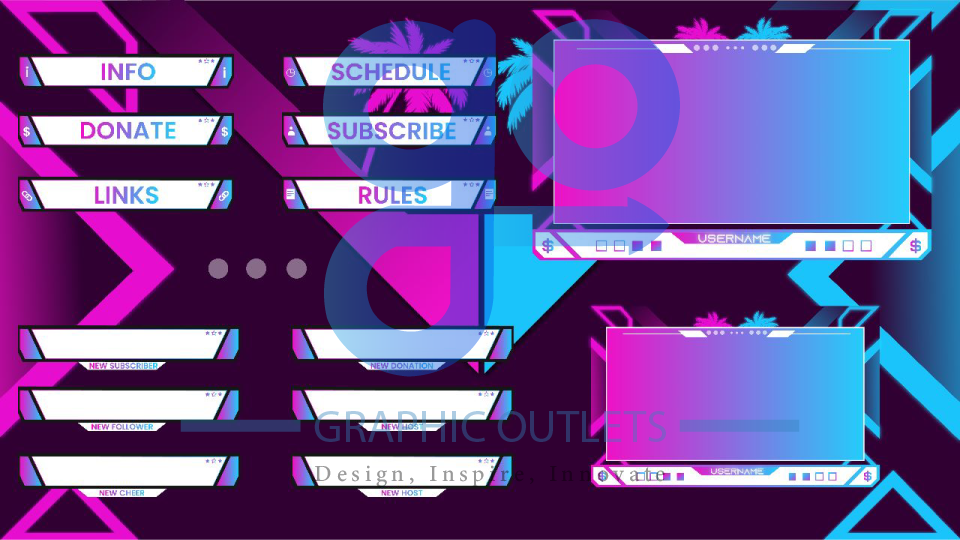 INFO
SCHEDULE
DONATE
SUBSCRIBE
LINKS
RULES
USERNAME
NEW SUBSCRIBER
NEW DONATION
NEW FOLLOWER
NEW HOST
NEW CHEER
NEW HOST
USERNAME
GRAPHIC OUTLETS
Design, Inspire, Innovate